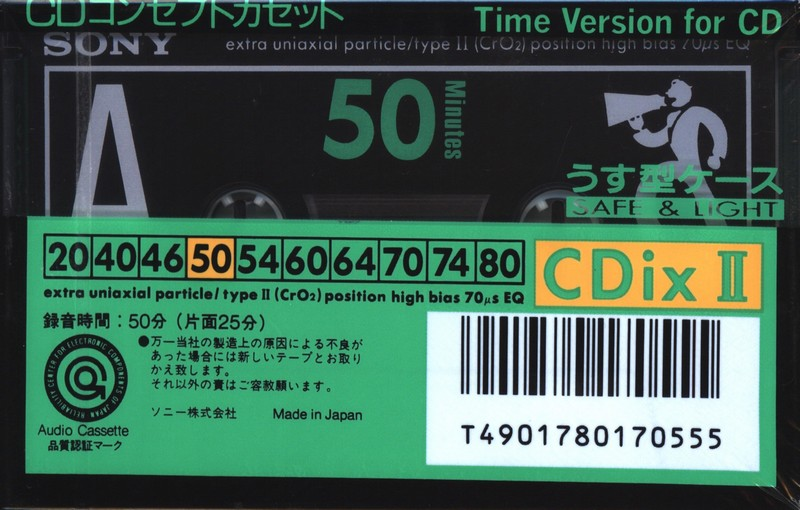 CDコンセプトカセット
Time Version for CD
SONY
extra uniaxial particle/type II (CrO2) position high bias 70μs EQ
A
50 Minutes
うす型ケース
SAFE & LIGHT
20 40 46 50 54 60 64 70 74 80
CDix II
extra uniaxial particle/type II (CrO2) position high bias 70μs EQ
録音時間：50分（片面25分）
●万一当社の製造上の原因による不良が
あった場合には新しいテープとお取り
かえ致します。
それ以外の責はご容赦願います。
ソニー株式会社 Made in Japan
RELIABILITY CENTER FOR ELECTRONIC COMPONENTS OF JAPAN
Audio Cassette
品質認証マーク
T4901780170555